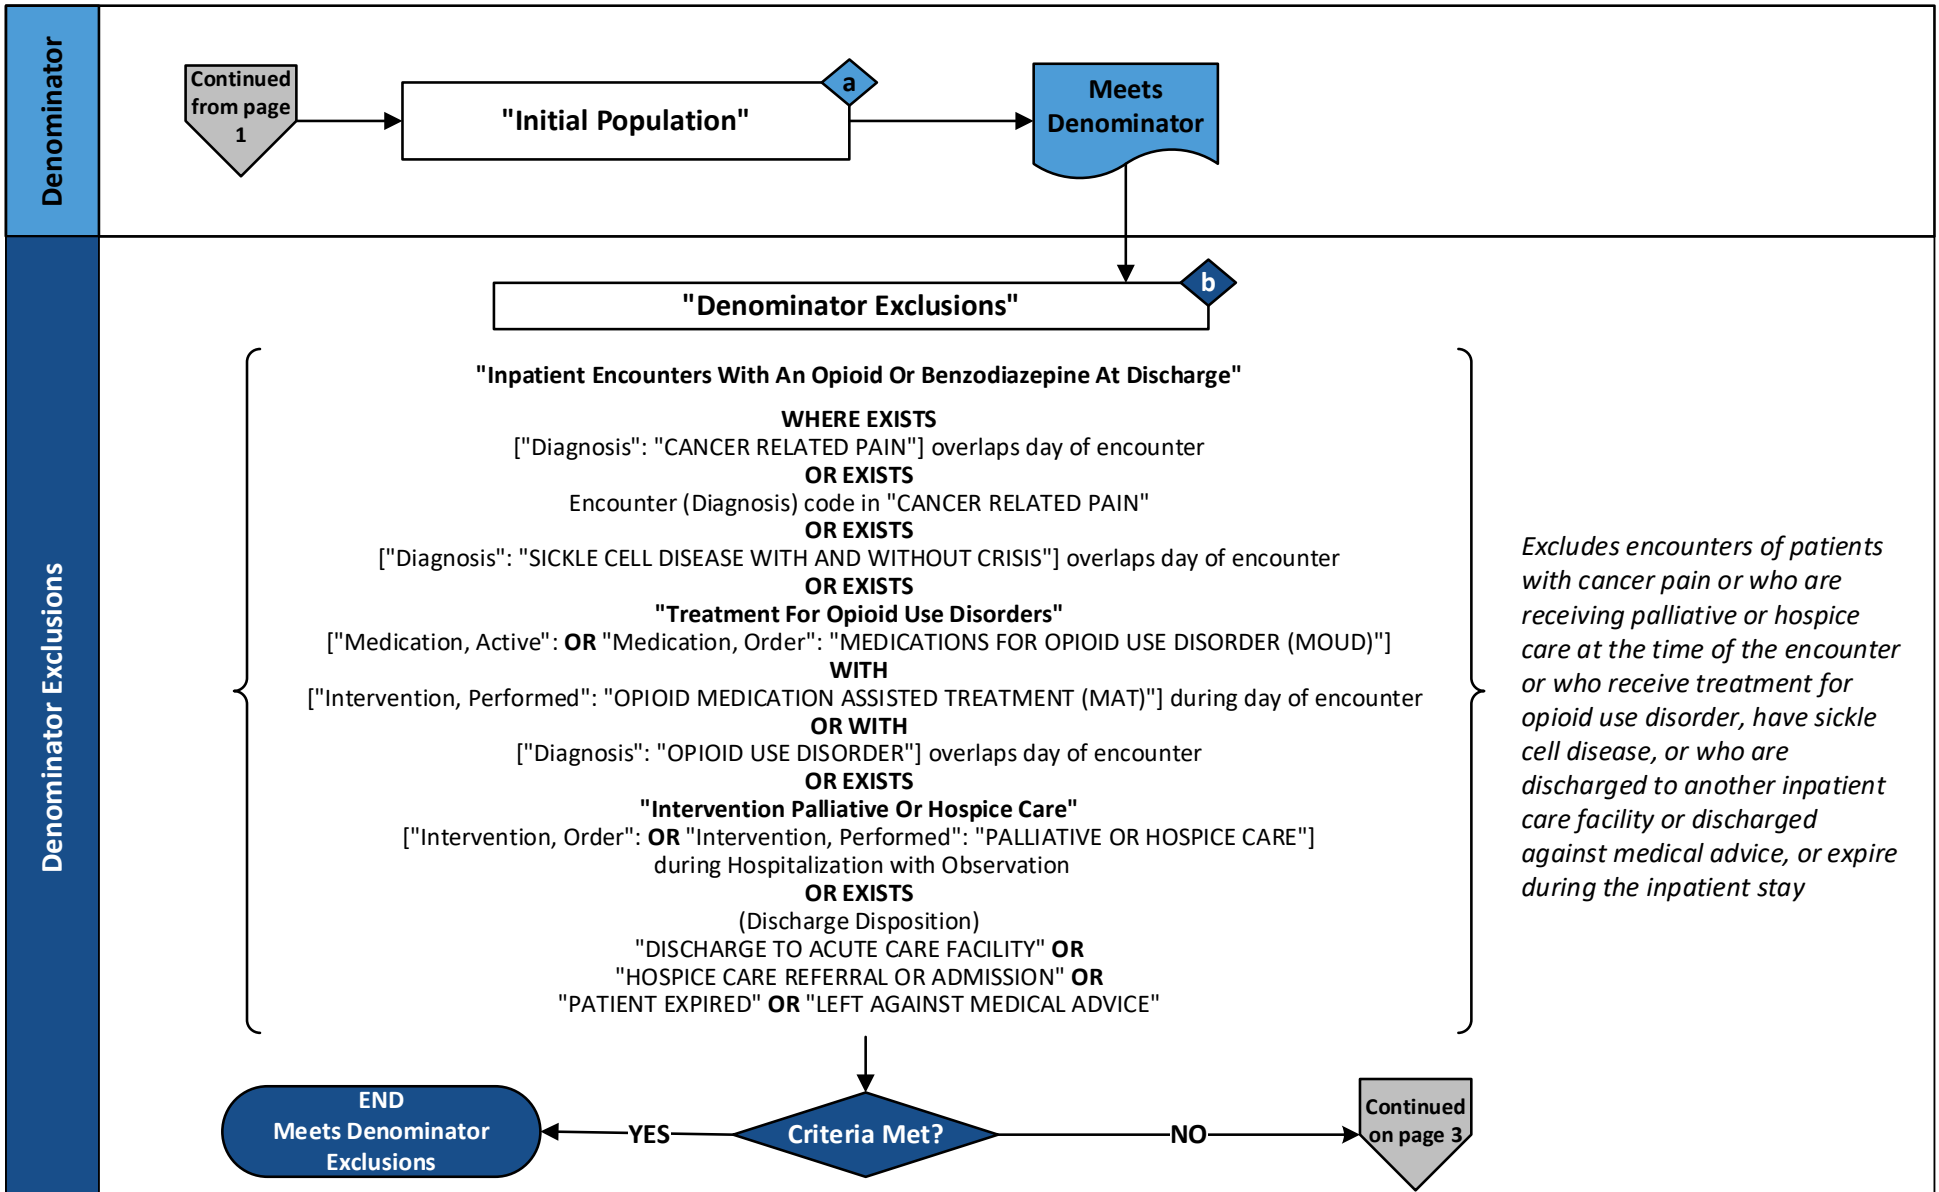 Denominator
Continued
from page
1
"Initial Population"
a
Meets
Denominator
Denominator Exclusions
"Denominator Exclusions"
b
"Inpatient Encounters With An Opioid Or Benzodiazepine At Discharge"
WHERE EXISTS
["Diagnosis": "CANCER RELATED PAIN"] overlaps day of encounter
OR EXISTS
Encounter (Diagnosis) code in "CANCER RELATED PAIN"
OR EXISTS
["Diagnosis": "SICKLE CELL DISEASE WITH AND WITHOUT CRISIS"] overlaps day of encounter
OR EXISTS
"Treatment For Opioid Use Disorders"
["Medication, Active": OR "Medication, Order": "MEDICATIONS FOR OPIOID USE DISORDER (MOUD)"]
WITH
["Intervention, Performed": "OPIOID MEDICATION ASSISTED TREATMENT (MAT)"] during day of encounter
OR WITH
["Diagnosis": "OPIOID USE DISORDER"] overlaps day of encounter
OR EXISTS
"Intervention Palliative Or Hospice Care"
["Intervention, Order": OR "Intervention, Performed": "PALLIATIVE OR HOSPICE CARE"]
during Hospitalization with Observation
OR EXISTS
(Discharge Disposition)
"DISCHARGE TO ACUTE CARE FACILITY" OR
"HOSPICE CARE REFERRAL OR ADMISSION" OR
"PATIENT EXPIRED" OR "LEFT AGAINST MEDICAL ADVICE"
Excludes encounters of patients
with cancer pain or who are
receiving palliative or hospice
care at the time of the encounter
or who receive treatment for
opioid use disorder, have sickle
cell disease, or who are
discharged to another inpatient
care facility or discharged
against medical advice, or expire
during the inpatient stay
END
Meets Denominator
Exclusions
YES
Criteria Met?
NO
Continued
on page 3